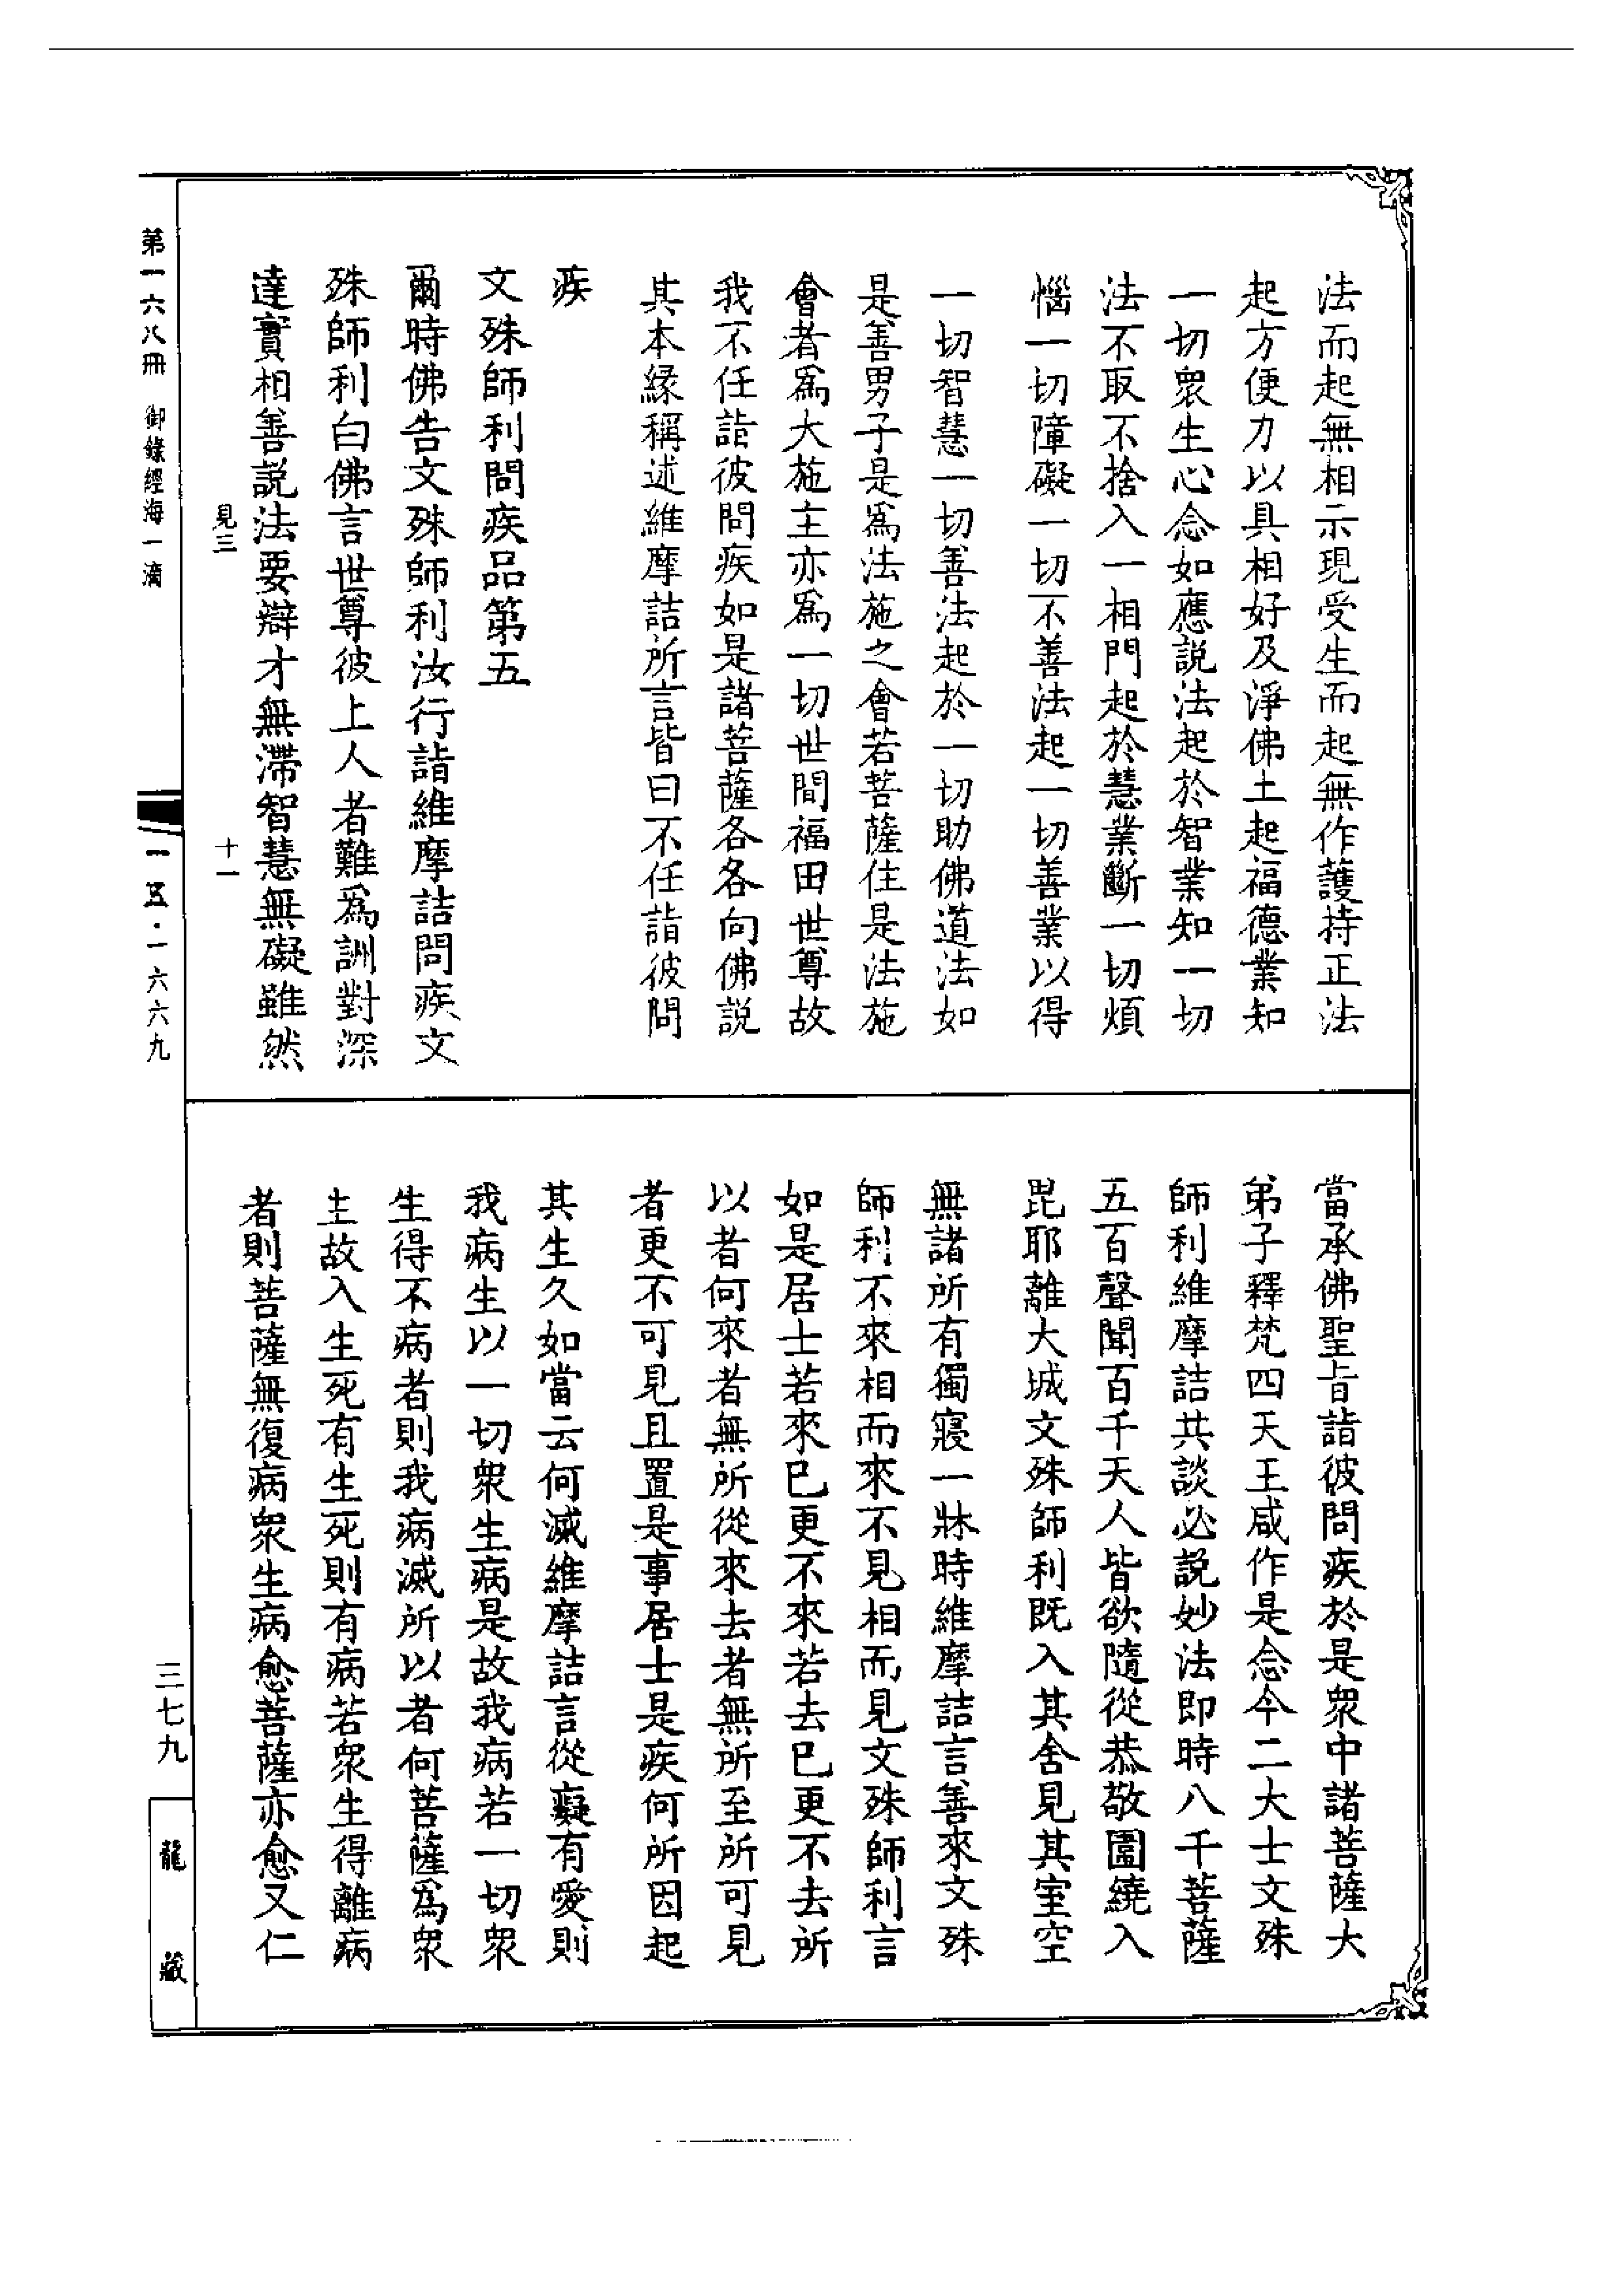 法而起無相示現受生而起無作護持正法
起方便力以具相好及淨佛土起福德業知
一切衆生心念如應説法起於智業知一切
法不取不捨入一相門起於慧業斷一切煩
惱一切障礙一切不善法起一切善業以得
一切智慧一切善法起於一切助佛道法如
是善男子是爲法施之會若菩薩住是法施
會者爲大施主亦爲一切世間福田世尊故
我不任詣彼問疾如是諸菩薩各各向佛説
其本緣稱述維摩詰所言皆曰不任詣彼問
疾
文殊師利問疾品第五
爾時佛告文殊師利汝行詣維摩詰問疾文
殊師利白佛言世尊彼上人者難爲詶對深
達實相善説法要辯才無滯智慧無礙雖然
見三
十一
當承佛聖旨詣彼問疾於是衆中諸菩薩大
弟子釋梵四天王咸作是念今二大士文殊
師利維摩詰共談必説妙法即時八千菩薩
五百聲聞百千天人皆欲隨從恭敬圍繞入
毘耶離大城文殊師利既入其舍見其室空
無諸所有獨寢一牀時維摩詰言善來文殊
師利不來相而來不見相而見文殊師利言
如是居士若來已更不來若去已更不去所
以者何來者無所從來去者無所至所可見
者更不可見且置是事居士是疾何所因起
其生久如當云何滅維摩詰言從癡有愛則
我病生以一切衆生病是故我病若一切衆
生得不病者則我病滅所以者何菩薩爲衆
生故入生死有生死則有病若衆生得離病
者則菩薩無復病衆生病愈菩薩亦愈又仁
第一六八冊 御錄經海一滴
一五·一六六九
三七九
龍藏